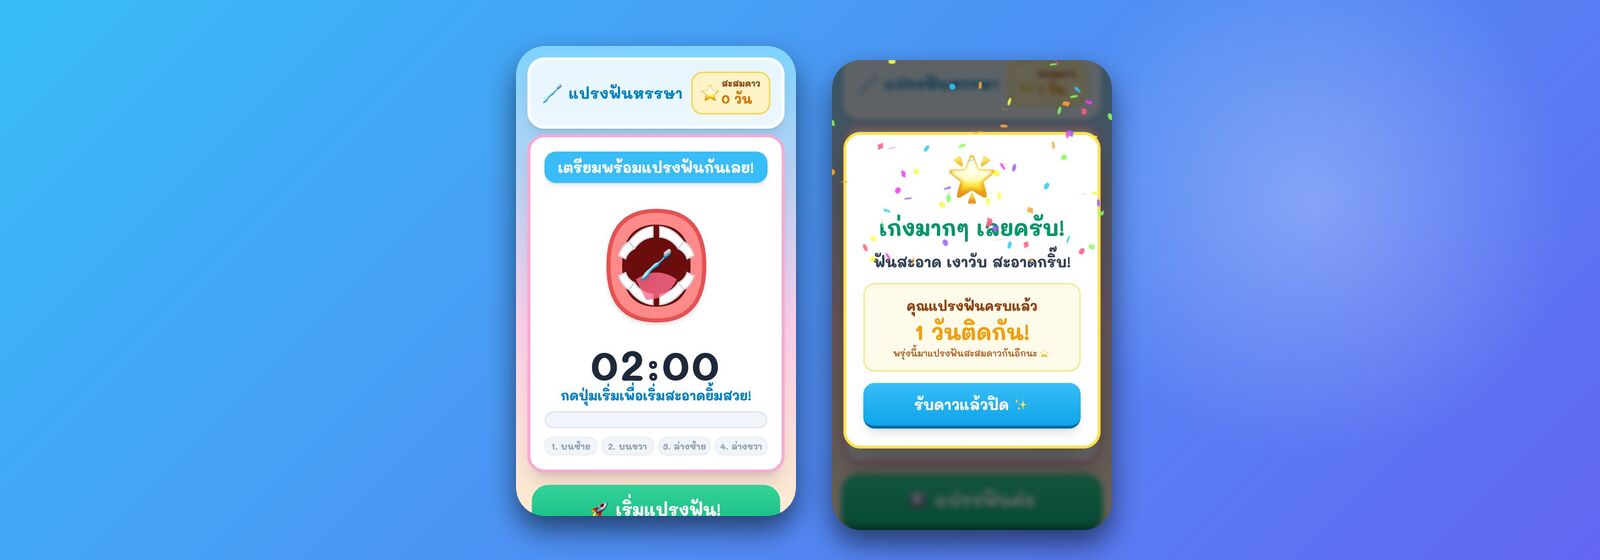 แปรงฟันหรรษา
สะสมดาว
0 วัน
เตรียมพร้อมแปรงฟันกันเลย!
02:00
กดปุ่มเริ่มเพื่อเริ่มสะอาดยิ้มสวย!
1. บนซ้าย
2. บนขวา
3. ล่างซ้าย
4. ล่างขวา
เริ่มแปรงฟัน!
เก่งมากๆ เลยครับ!
ฟันสะอาด เงาวับ สะอาดกริ๊บ!
คุณแปรงฟันครบแล้ว
1 วันติดกัน!
พรุ่งนี้มาแปรงฟันสะสมดาวกันอีกนะ
รับดาวแล้วปิด